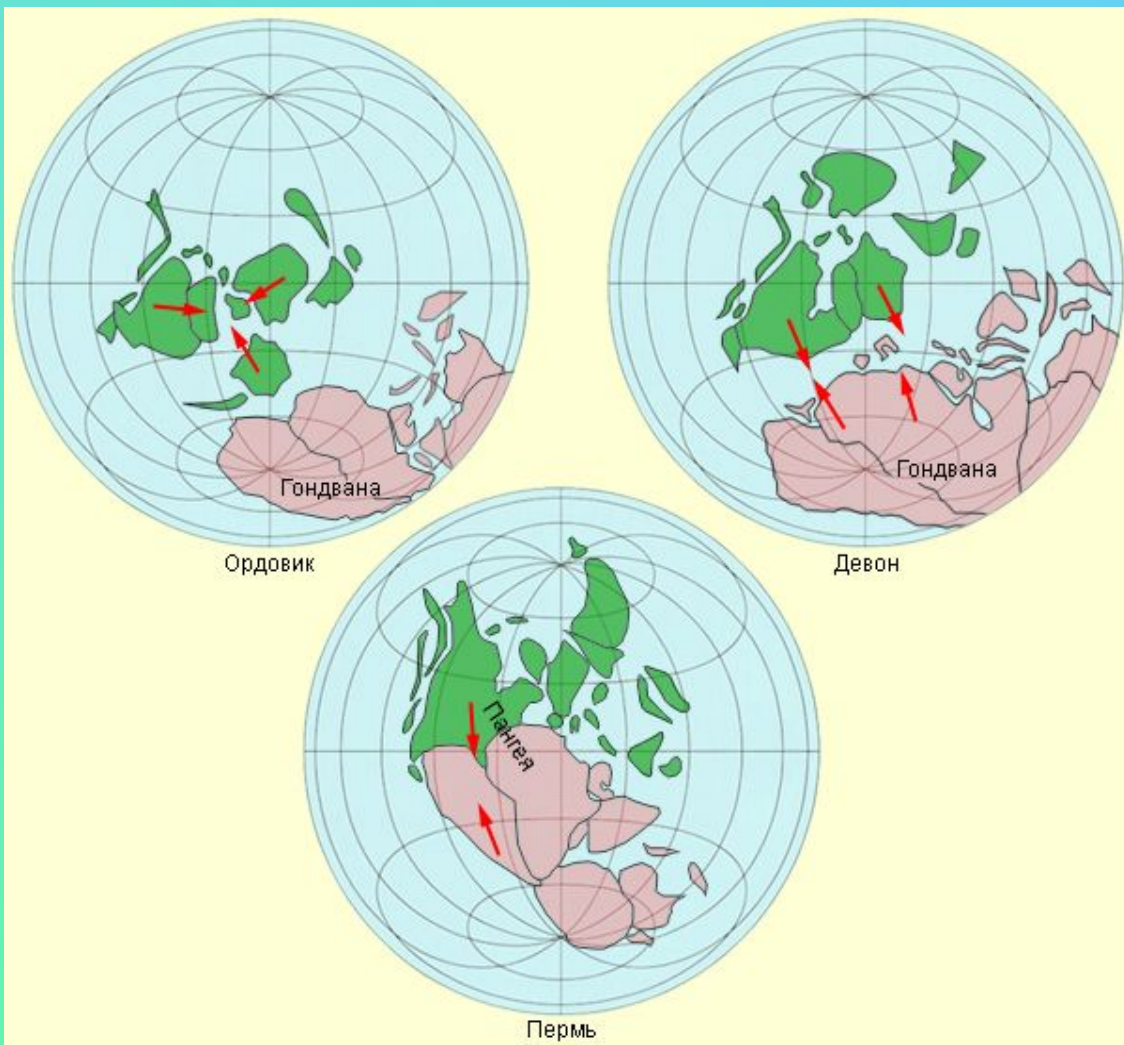 Гондвана
Ордовик
Гондвана
Девон
Пангея
Пермь